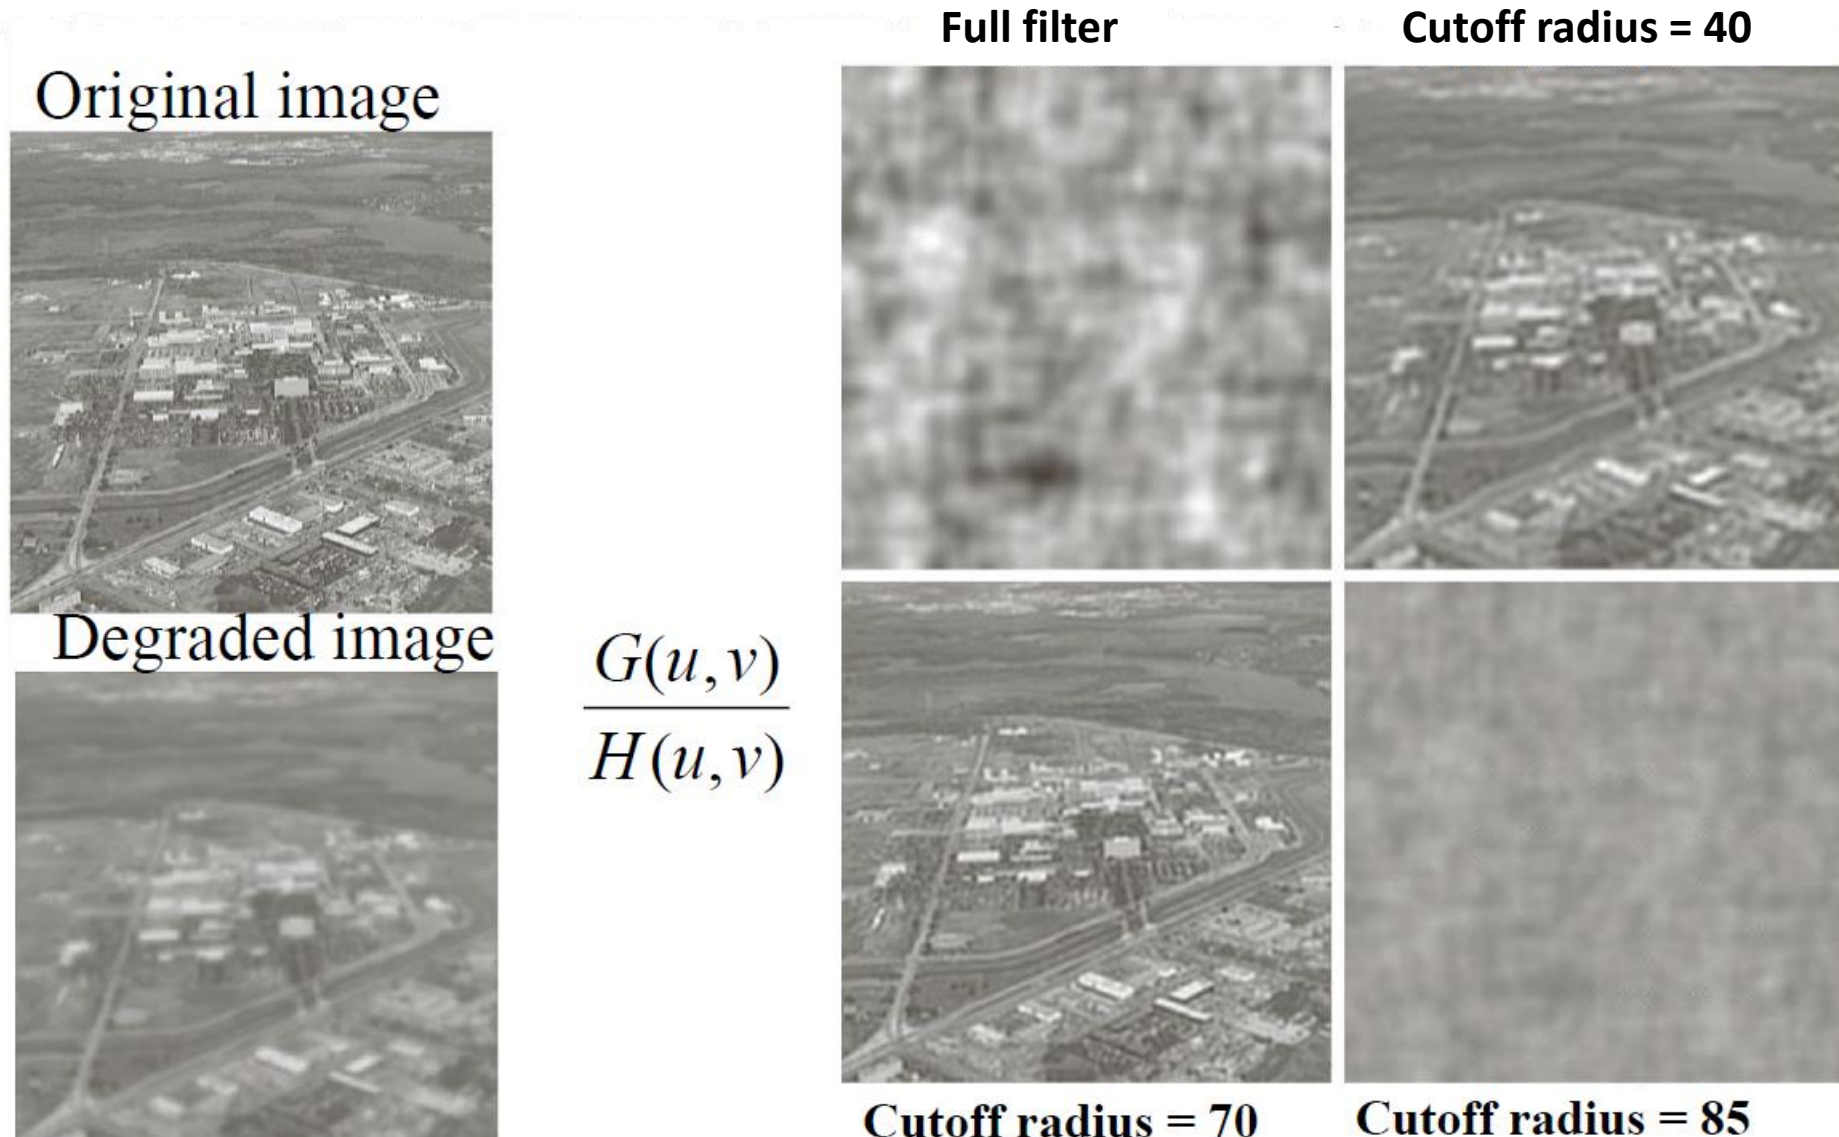 Full filter
Cutoff radius = 40
Original image
Degraded image
G(u,v)
H(u,v)
Cutoff radius = 70
Cutoff radius = 85